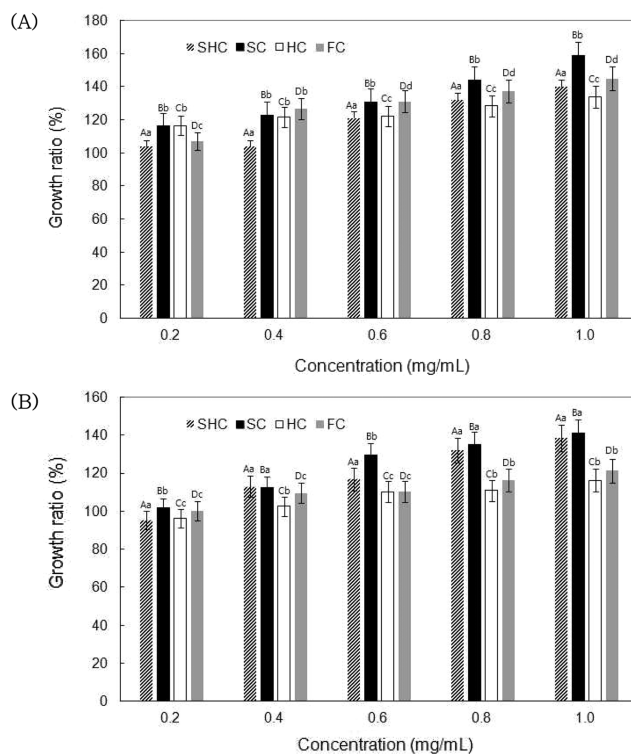 (A)
Growth ratio (%)
180
160
140
120
100
80
60
40
20
0
SHC SC HC FC
Aa Bb Cb Dc
Aa Bb Cb Db
Aa Bb Cc Dd
Aa Bb Cc Dd
Aa Bb Cc Dd
0.2 0.4 0.6 0.8 1.0
Concentration (mg/mL)
(B)
Growth ratio (%)
160
140
120
100
80
60
40
20
0
SHC SC HC FC
Aa Bb Cc Dc
Aa Ba Cb Dc
Aa Bb Cc Dc
Aa Ba Cb Db
Aa Ba Cb Dc
0.2 0.4 0.6 0.8 1.0
Concentration (mg/mL)